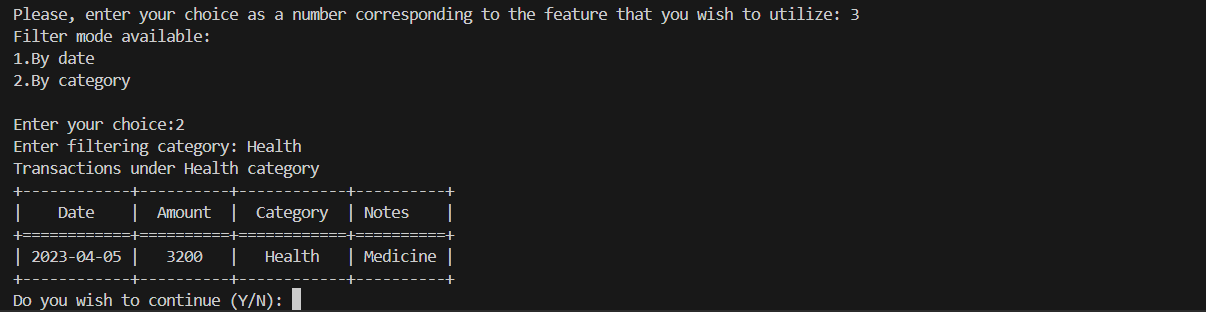 Please, enter your choice as a number corresponding to the feature that you wish to utilize: 3
Filter mode available:
1.By date
2.By category
Enter your choice:2
Enter filtering category: Health
Transactions under Health category
+------------+----------+------------+----------+
|    Date    |  Amount  |  Category  | Notes    |
+============+==========+============+==========+
| 2023-04-05 |   3200   |   Health   | Medicine |
+------------+----------+------------+----------+
Do you wish to continue (Y/N):